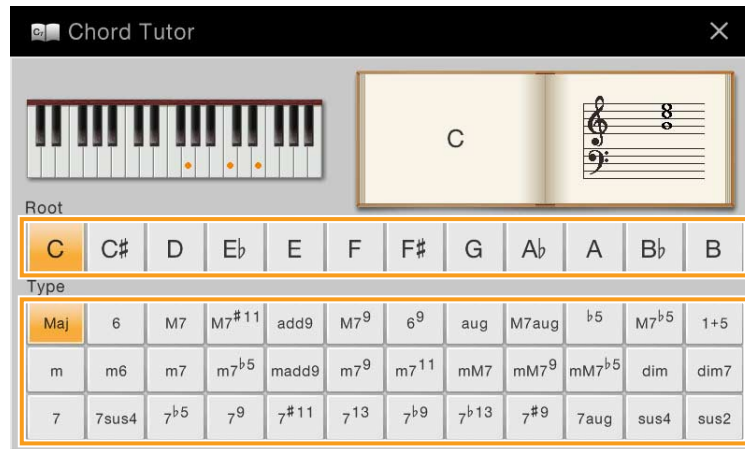 C7 Chord Tutor
C
Root
C C♯ D E♭ E F F♯ G A♭ A B♭ B
Type
Maj 6 M7 M7♯11 add9 M7⁹ 6⁹ aug M7aug ♭5 M7♭5 1+5
m m6 m7 m7♭5 madd9 m7⁹ m7¹¹ mM7 mM7⁹ mM7♭5 dim dim7
7 7sus4 7♭5 7⁹ 7♯11 7¹³ 7♭9 7♭13 7♯9 7aug sus4 sus2